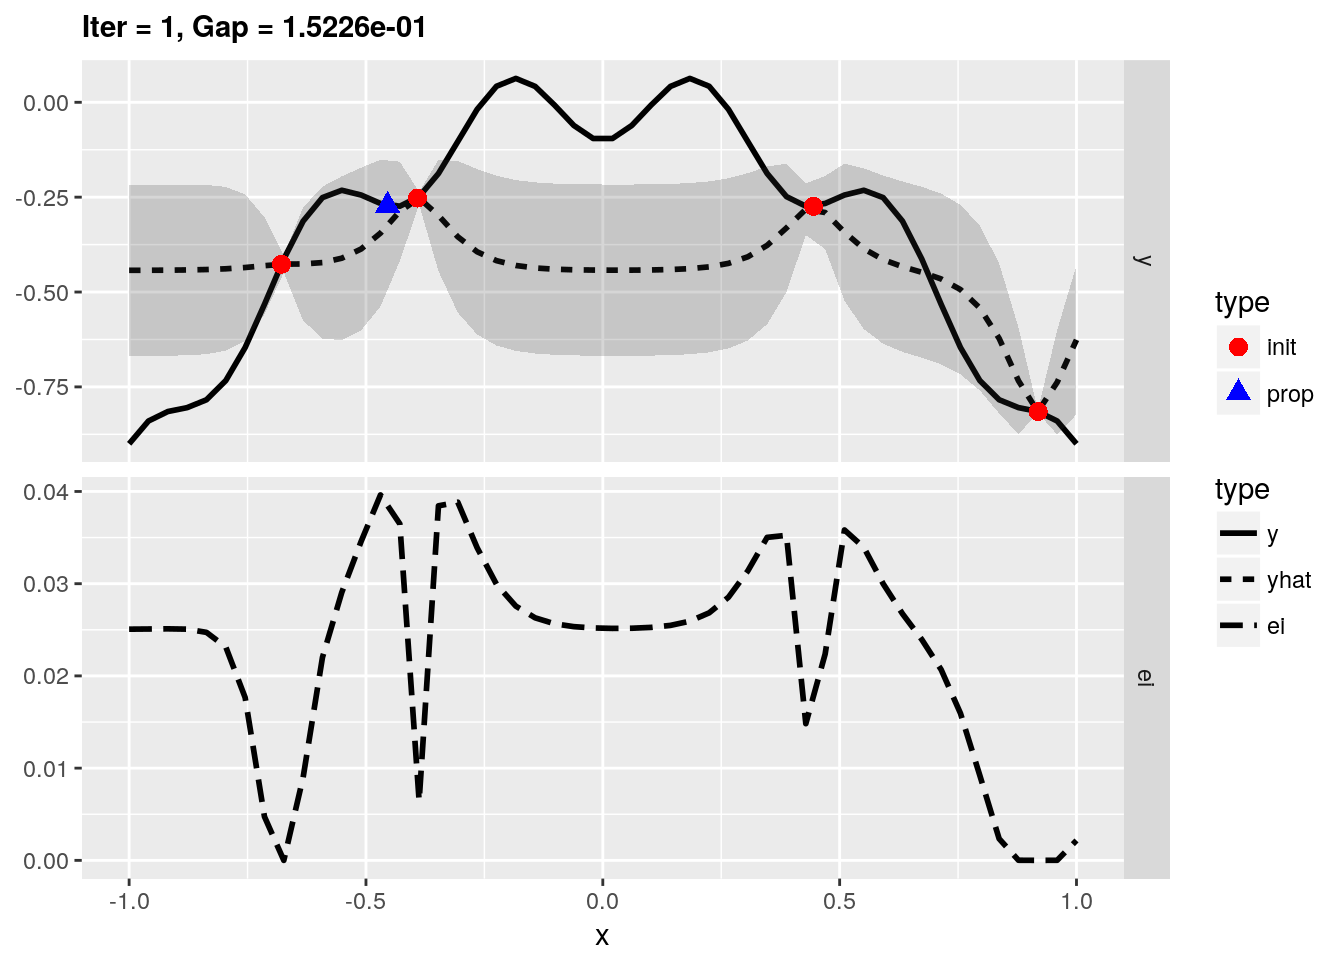 Iter = 1, Gap = 1.5226e-01
0.00
-0.25
-0.50
-0.75
y
0.04
0.03
0.02
0.01
0.00
ei
-1.0
-0.5
0.0
0.5
1.0
x
type
init
prop
type
y
yhat
ei